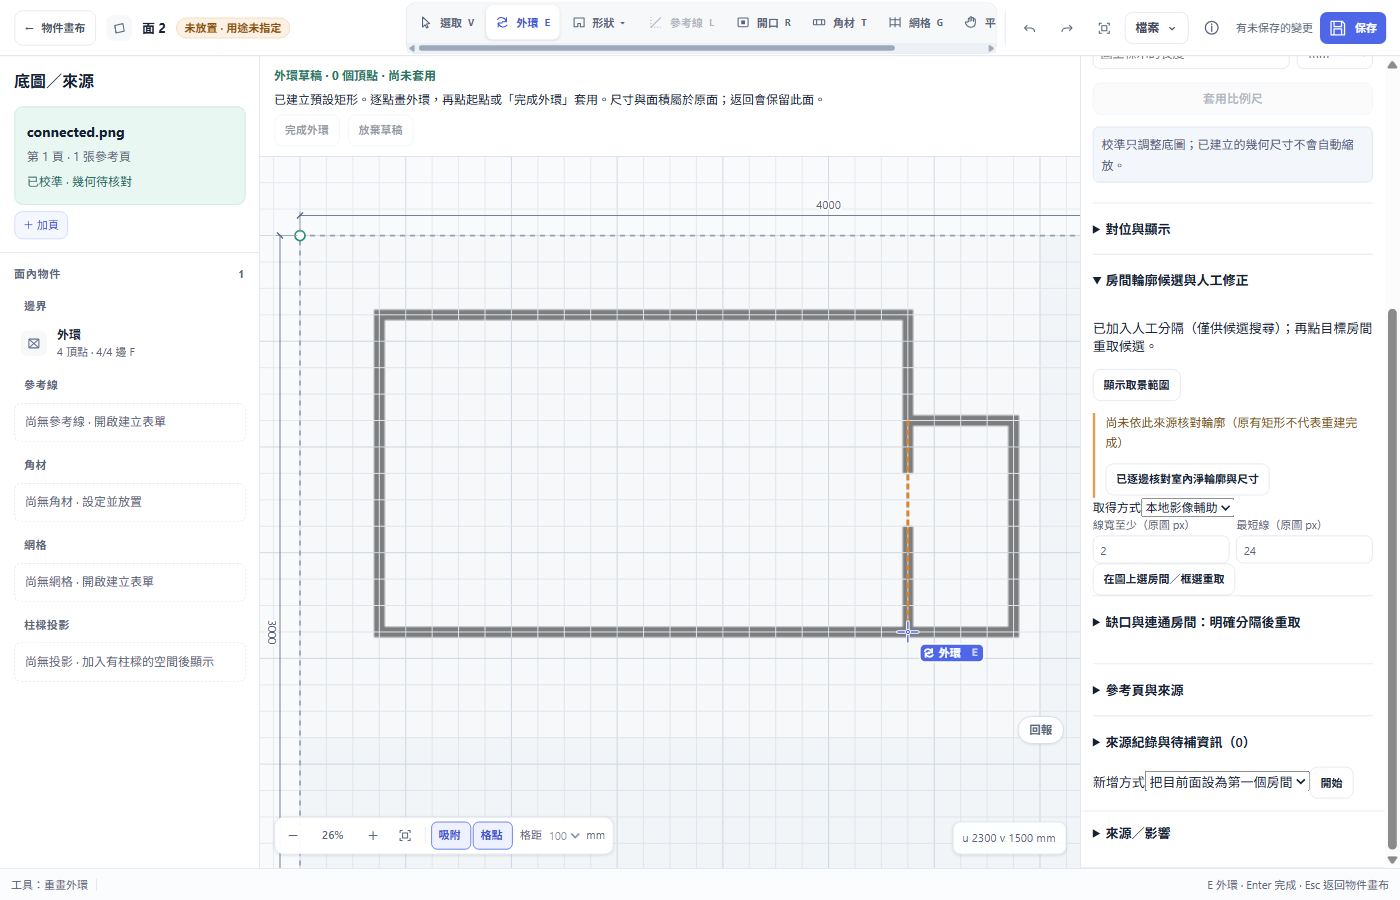 ← 物件畫布
面 2
未放置 · 用途未指定
選取 V
外環 E
形狀
參考線 L
開口 R
角材 T
網格 G
平
檔案
有未保存的變更
保存
底圖／來源
connected.png
第 1 頁 · 1 張參考頁
已校準 · 幾何待核對
＋ 加頁
面內物件 1
邊界
外環
4 頂點 · 4/4 邊 F
參考線
尚無參考線 · 開啟建立表單
角材
尚無角材 · 設定並放置
網格
尚無網格 · 開啟建立表單
柱樑投影
尚無投影 · 加入有柱樑的空間後顯示
外環草稿 · 0 個頂點 · 尚未套用
已建立預設矩形。逐點畫外環，再點起點或「完成外環」套用。尺寸與面積屬於原面；返回會保留此面。
完成外環
放棄草稿
4000
3000
外環 E
回報
− 26% +
吸附
格點
格距 100 mm
u 2300 v 1500 mm
套用比例尺
校準只調整底圖；已建立的幾何尺寸不會自動縮
放。
▶ 對位與顯示
▼ 房間輪廓候選與人工修正
已加入人工分隔（僅供候選搜尋）；再點目標房間
重取候選。
顯示取景範圍
尚未依此來源核對輪廓（原有矩形不代表重建完
成）
已逐邊核對室內淨輪廓與尺寸
取得方式 本地影像輔助
線寬至少（原圖 px） 最短線（原圖 px）
2 24
在圖上選房間／框選重取
▶ 缺口與連通房間：明確分隔後重取
▶ 參考頁與來源
▶ 來源紀錄與待補資訊（0）
新增方式 把目前面設為第一個房間 開始
▶ 來源／影響
工具：重畫外環
E 外環 · Enter 完成 · Esc 返回物件畫布